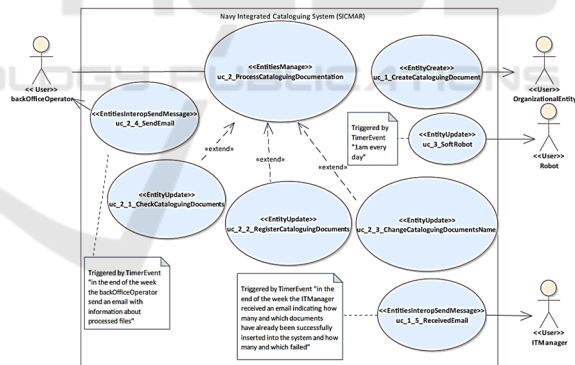 Navy Integrated Cataloguing System (SICMAR)
<< User>>
backOfficeOperator
<<EntitiesManage>>
uc_2_ProcessCataloguingDocumentation
<<EntityCreate>>
uc_1_CreateCataloguingDocument
<< User>>
OrganizationalEntity
<<EntitiesInteropSendMessage>>
uc_2_4_SendEmail
Triggered by
TimerEvent
"1am every
day"
<<EntityUpdate>>
uc_3_SoftRobot
<< User>>
Robot
«extend»
«extend»
«extend»
<<EntityUpdate>>
uc_2_1_CheckCataloguingDocuments
<<EntityUpdate>>
uc_2_2_RegisterCataloguingDocuments
<<EntityUpdate>>
uc_2_3_ChangeCataloguingDocumentsName
Triggered by TimerEvent
"in the end of the week
the backOfficeOperator
send an email with
information about
processed files"
Triggered by TimerEvent "in the
end of the week the ITManager
received an email indicating how
many and which documents
have already been successfully
inserted into the system and how
many and which failed"
<<EntitiesInteropSendMessage>>
uc_1_5_ReceivedEmail
<<User>>
ITManager